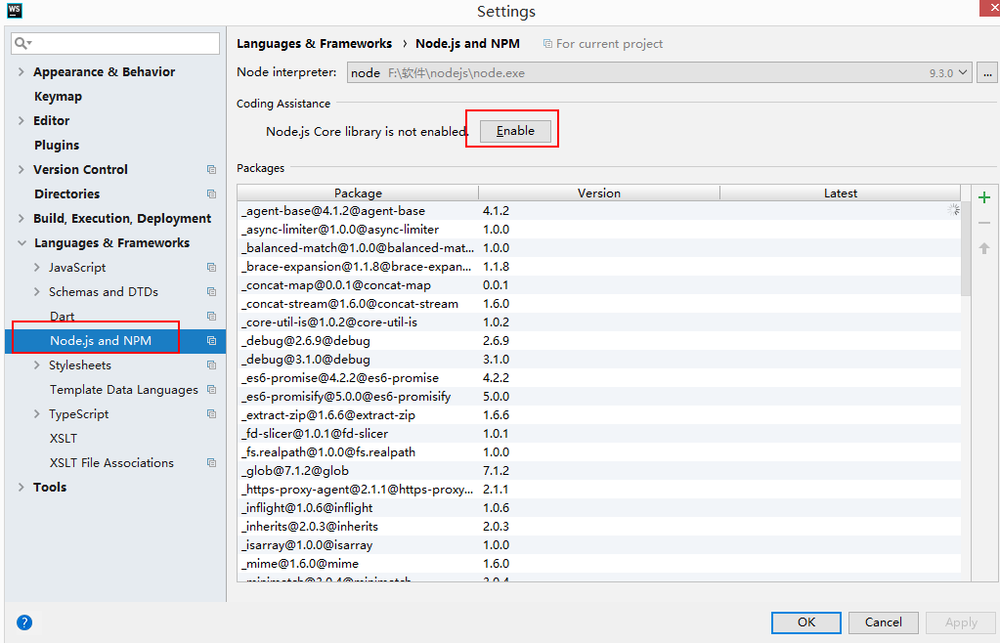 WS
Settings
Languages & Frameworks › Node.js and NPM For current project
Node interpreter: node F:\软件\nodejs\node.exe 9.3.0 ...
Coding Assistance
Node.js Core library is not enabled. Enable
Packages
Package Version Latest
_agent-base@4.1.2@agent-base 4.1.2
_async-limiter@1.0.0@async-limiter 1.0.0
_balanced-match@1.0.0@balanced-mat... 1.0.0
_brace-expansion@1.1.8@brace-expan... 1.1.8
_concat-map@0.0.1@concat-map 0.0.1
_concat-stream@1.6.0@concat-stream 1.6.0
_core-util-is@1.0.2@core-util-is 1.0.2
_debug@2.6.9@debug 2.6.9
_debug@3.1.0@debug 3.1.0
_es6-promise@4.2.2@es6-promise 4.2.2
_es6-promisify@5.0.0@es6-promisify 5.0.0
_extract-zip@1.6.6@extract-zip 1.6.6
_fd-slicer@1.0.1@fd-slicer 1.0.1
_fs.realpath@1.0.0@fs.realpath 1.0.0
_glob@7.1.2@glob 7.1.2
_https-proxy-agent@2.1.1@https-proxy... 2.1.1
_inflight@1.0.6@inflight 1.0.6
_inherits@2.0.3@inherits 2.0.3
_isarray@1.0.0@isarray 1.0.0
_mime@1.6.0@mime 1.6.0
_minimatch@3.0.4@minimatch 3.0.4
Appearance & Behavior
Keymap
Editor
Plugins
Version Control
Directories
Build, Execution, Deployment
Languages & Frameworks
JavaScript
Schemas and DTDs
Dart
Node.js and NPM
Stylesheets
Template Data Languages
TypeScript
XSLT
XSLT File Associations
Tools
?
OK Cancel Apply